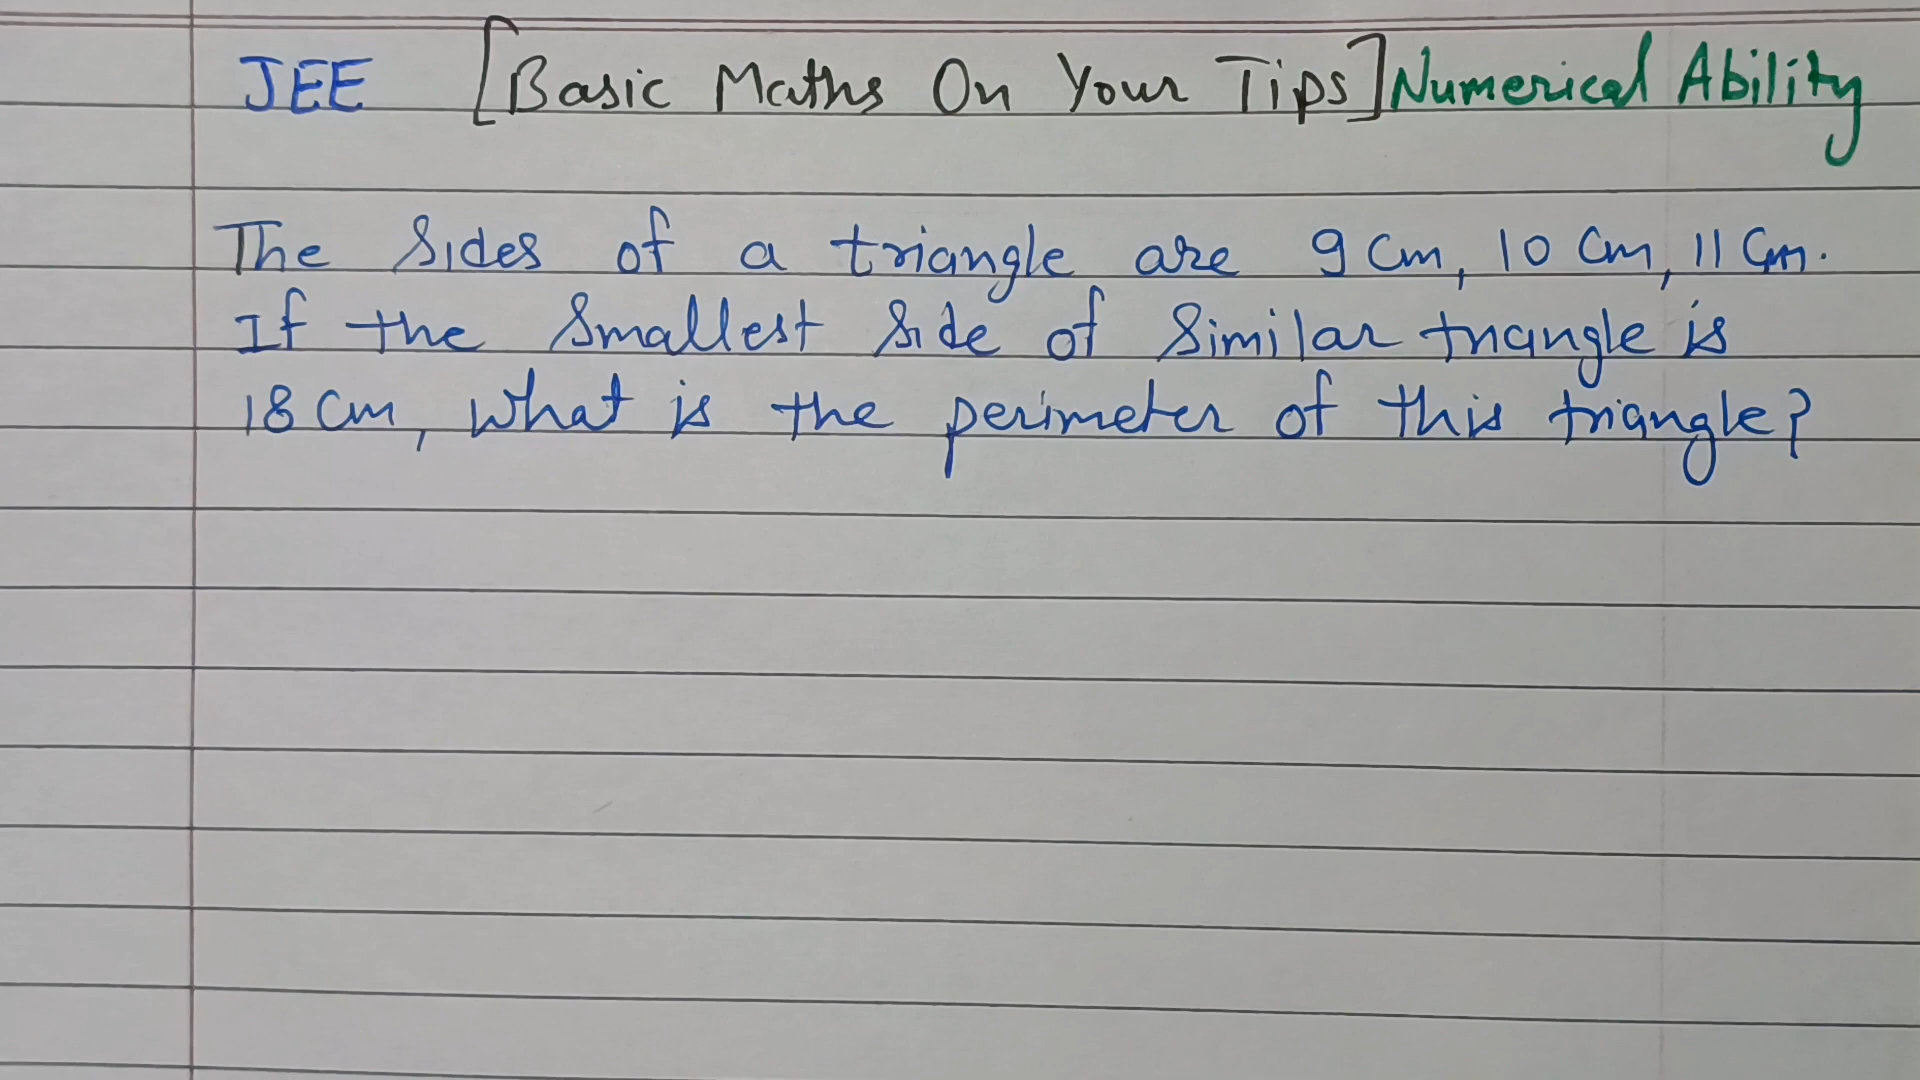 JEE [Basic Maths On Your Tips] Numerical Ability
The sides of a triangle are 9 cm, 10 cm, 11 cm.
If the smallest side of similar triangle is
18 cm, what is the perimeter of this triangle?